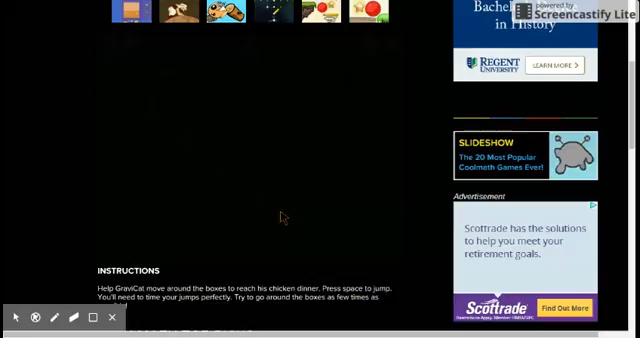 powered by
Screencastify Lite
in History
REGENT
UNIVERSITY
LEARN MORE >
SLIDESHOW
The 20 Most Popular
Coolmath Games Ever!
Advertisement
Scottrade has the solutions
to help you meet your
retirement goals.
Scottrade
Find Out More
INSTRUCTIONS
Help GraviCat move around the boxes to reach his chicken dinner. Press space to jump.
You'll need to time your jumps perfectly. Try to go around the boxes as few times as